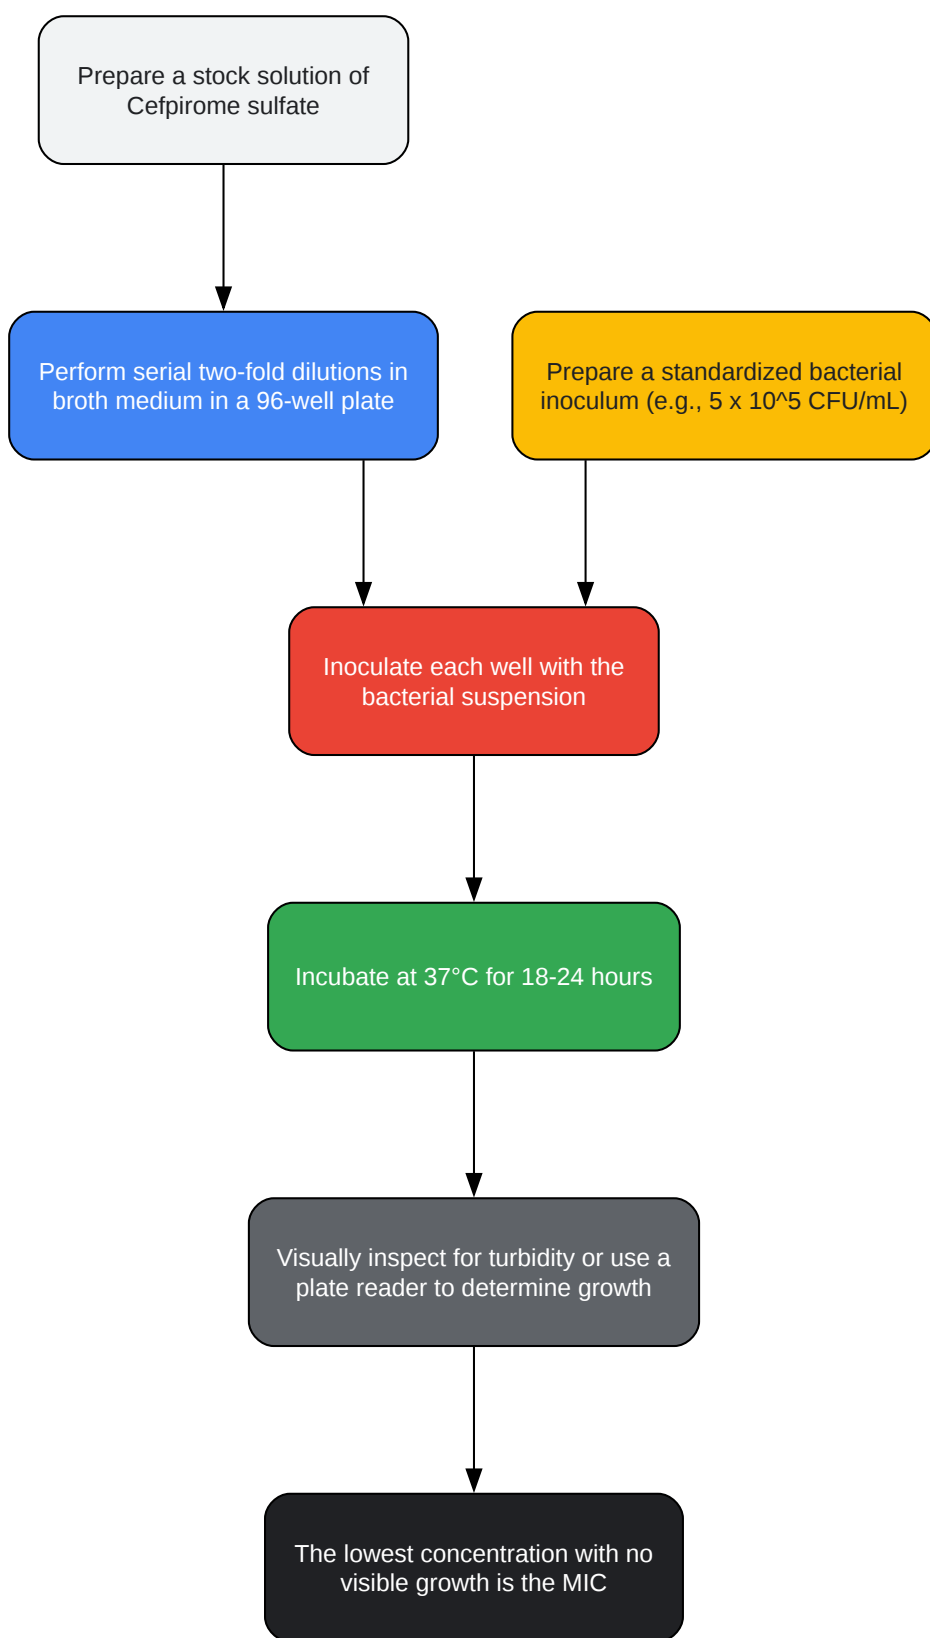 Prepare a stock solution of
Cefpirome sulfate
Perform serial two-fold dilutions in
broth medium in a 96-well plate
Prepare a standardized bacterial
inoculum (e.g., 5 x 10^5 CFU/mL)
Inoculate each well with the
bacterial suspension
Incubate at 37°C for 18-24 hours
Visually inspect for turbidity or use a
plate reader to determine growth
The lowest concentration with no
visible growth is the MIC